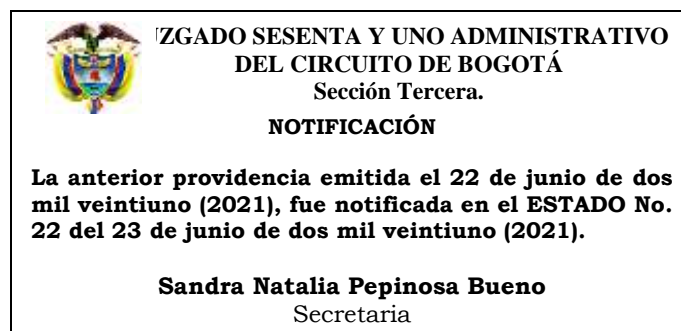 'ZGADO SESENTA Y UNO ADMINISTRATIVO
DEL CIRCUITO DE BOGOTÁ
Sección Tercera.
NOTIFICACIÓN
La anterior providencia emitida el 22 de junio de dos
mil veintiuno (2021), fue notificada en el ESTADO No.
22 del 23 de junio de dos mil veintiuno (2021).
Sandra Natalia Pepinosa Bueno
Secretaria